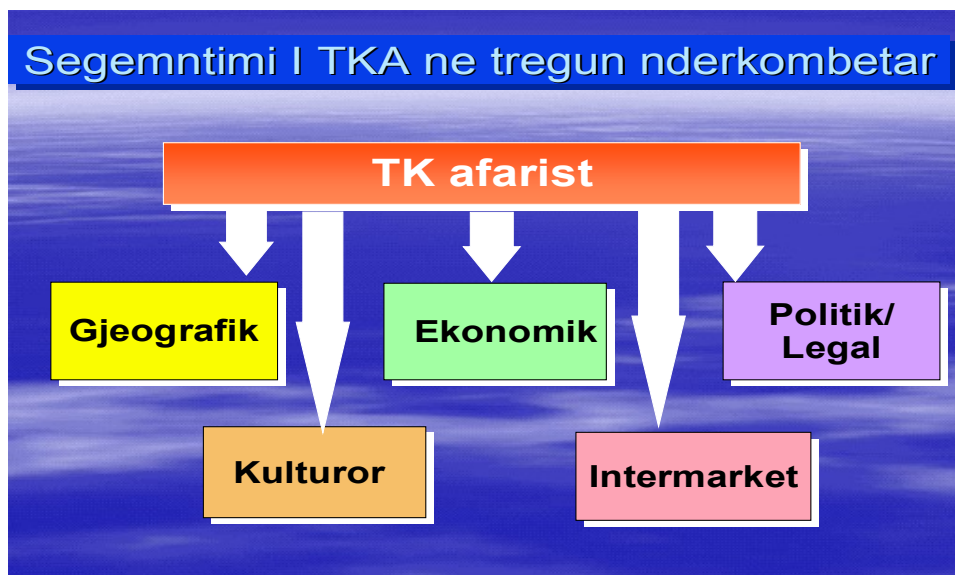 Segemntimi I TKA ne tregun nderkombetar
TK afarist
Gjeografik
Ekonomik
Politik/
Legal
Kulturor
Intermarket